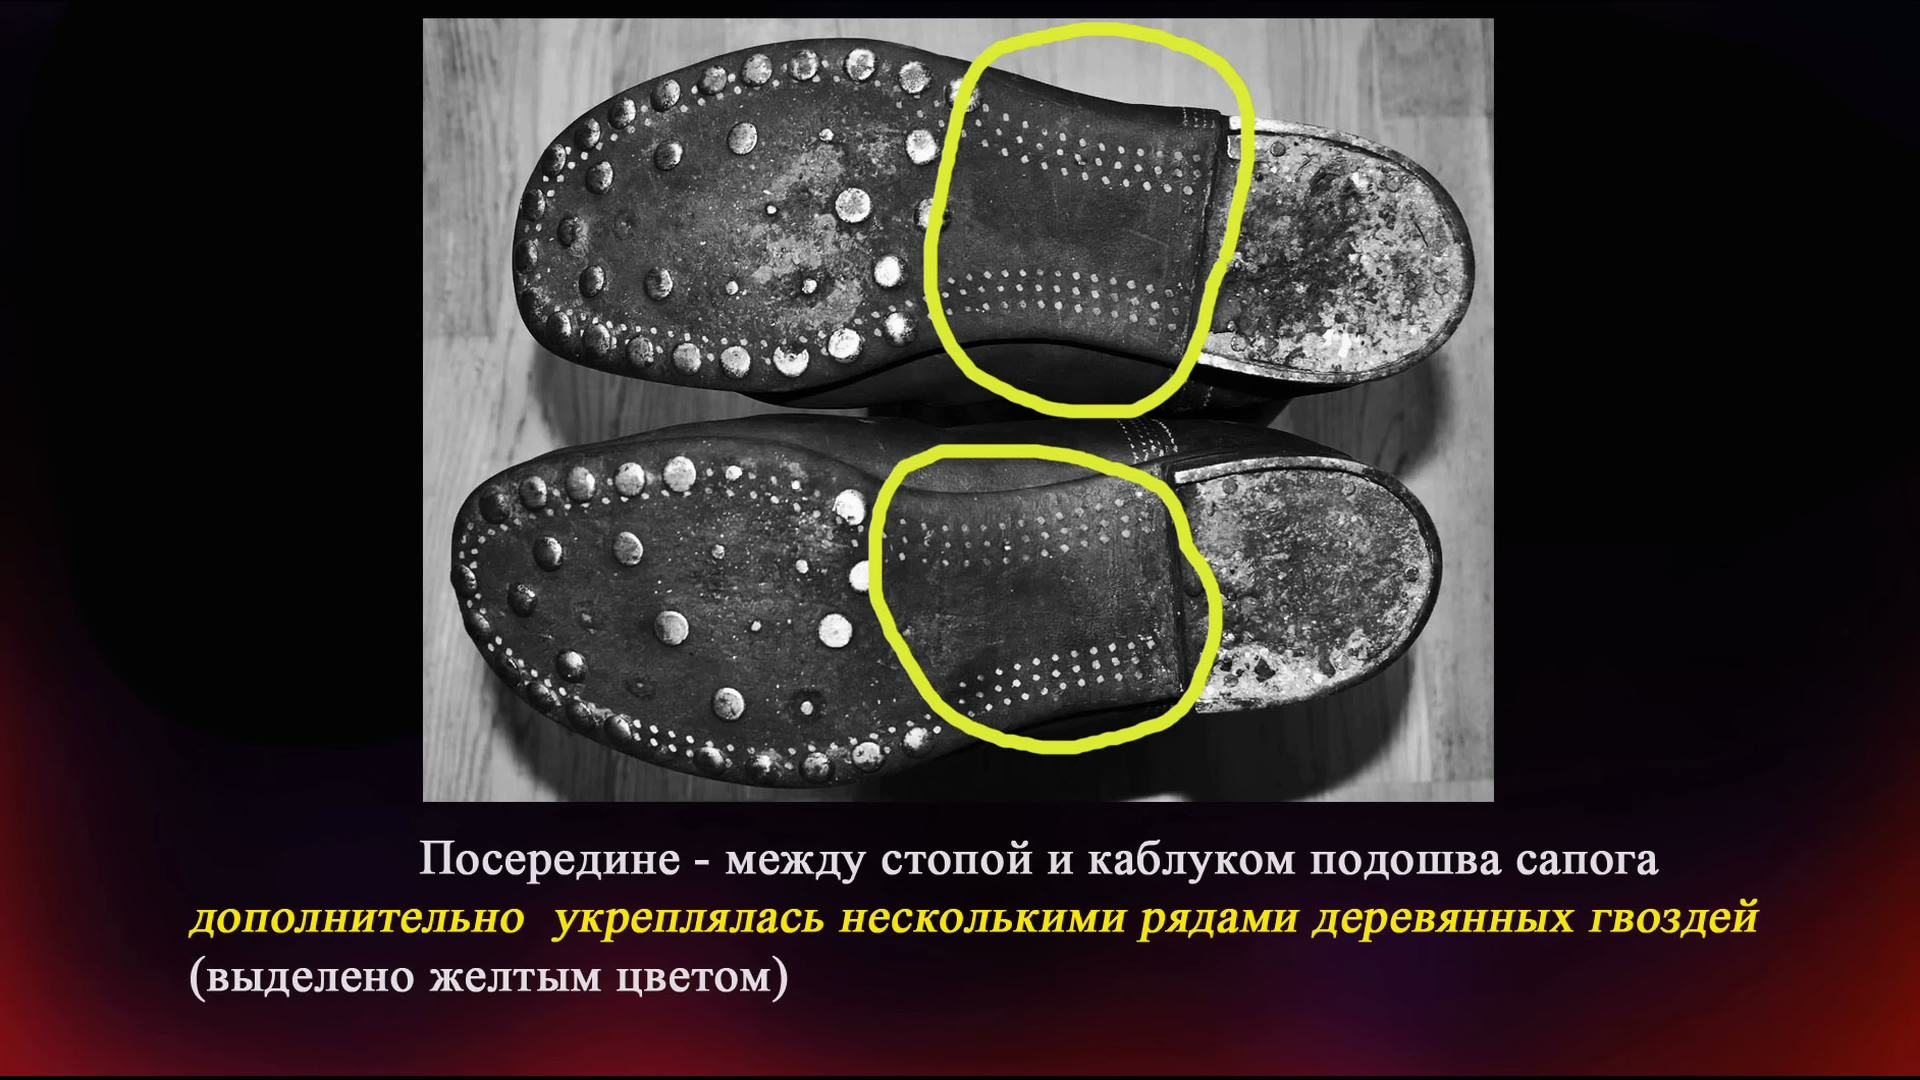 Посередине - между стопой и каблуком подошва сапога
дополнительно укреплялась несколькими рядами деревянных гвоздей
(выделено желтым цветом)